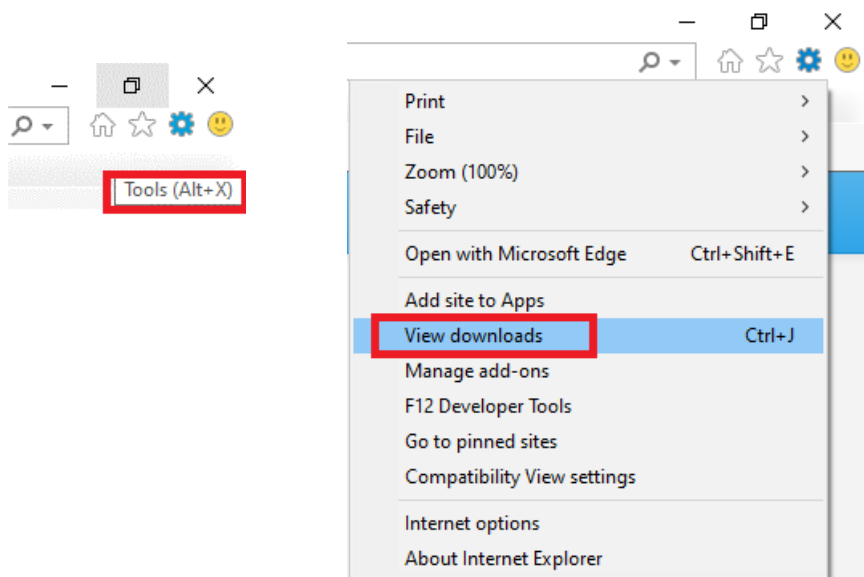 Tools (Alt+X)
Print
File
Zoom (100%)
Safety
Open with Microsoft Edge Ctrl+Shift+E
Add site to Apps
View downloads Ctrl+J
Manage add-ons
F12 Developer Tools
Go to pinned sites
Compatibility View settings
Internet options
About Internet Explorer